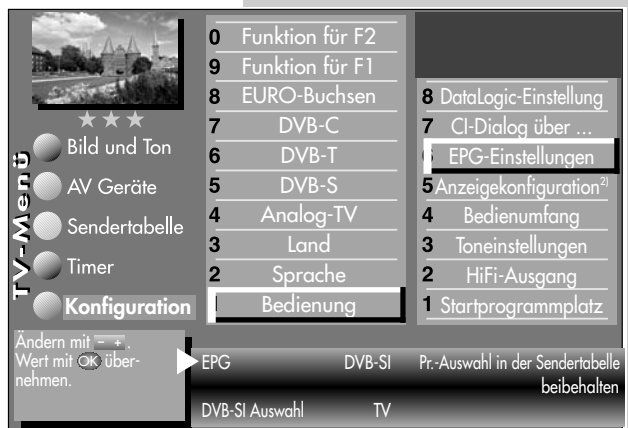 TV-Menü
Bild und Ton
AV Geräte
Sendertabelle
Timer
Konfiguration
0 Funktion für F2
9 Funktion für F1
8 EURO-Buchsen
7 DVB-C
6 DVB-T
5 DVB-S
4 Analog-TV
3 Land
2 Sprache
Bedienung
8 DataLogic-Einstellung
7 CI-Dialog über ...
6 EPG-Einstellungen
5 Anzeigekonfiguration²⁾
4 Bedienumfang
3 Toneinstellungen
2 HiFi-Ausgang
1 Startprogrammplatz
Ändern mit - + .
Wert mit OK über-
nehmen.
EPG DVB-SI Pr.-Auswahl in der Sendertabelle
beibehalten
DVB-SI Auswahl TV